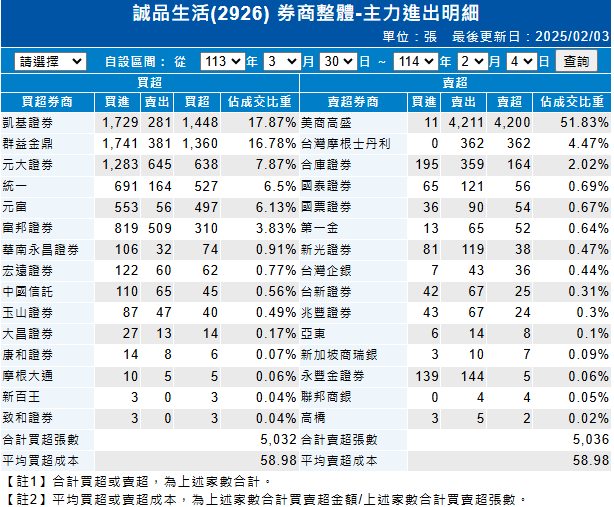 誠品生活(2926) 券商整體-主力進出明細
單位：張 最後更新日：2025/02/03
請選擇 自設區間： 從 113 年 3 月 30 日 ~ 114 年 2 月 4 日 查詢
買超 賣超
買超券商 買進 賣出 買超 佔成交比重 賣超券商 買進 賣出 賣超 佔成交比重
凱基證券 1,729 281 1,448 17.87% 美商高盛 11 4,211 4,200 51.83%
群益金鼎 1,741 381 1,360 16.78% 台灣摩根士丹利 0 362 362 4.47%
元大證券 1,283 645 638 7.87% 合庫證券 195 359 164 2.02%
統一 691 164 527 6.5% 國泰證券 65 121 56 0.69%
元富 553 56 497 6.13% 國票證券 36 90 54 0.67%
富邦證券 819 509 310 3.83% 第一金 13 65 52 0.64%
華南永昌證券 106 32 74 0.91% 新光證券 81 119 38 0.47%
宏遠證券 122 60 62 0.77% 台灣企銀 7 43 36 0.44%
中國信託 110 65 45 0.56% 台新證券 42 67 25 0.31%
玉山證券 87 47 40 0.49% 兆豐證券 43 67 24 0.3%
大昌證券 27 13 14 0.17% 亞東 6 14 8 0.1%
康和證券 14 8 6 0.07% 新加坡商瑞銀 3 10 7 0.09%
摩根大通 10 5 5 0.06% 永豐金證券 139 144 5 0.06%
新百王 3 0 3 0.04% 聯邦商銀 0 4 4 0.05%
致和證券 3 0 3 0.04% 高橋 3 5 2 0.02%
合計買超張數 5,032 合計賣超張數 5,036
平均買超成本 58.98 平均賣超成本 58.98
【註1】合計買超或賣超，為上述家數合計。
【註2】平均買超或賣超成本，為上述家數合計買賣超金額/上述家數合計買賣超張數。